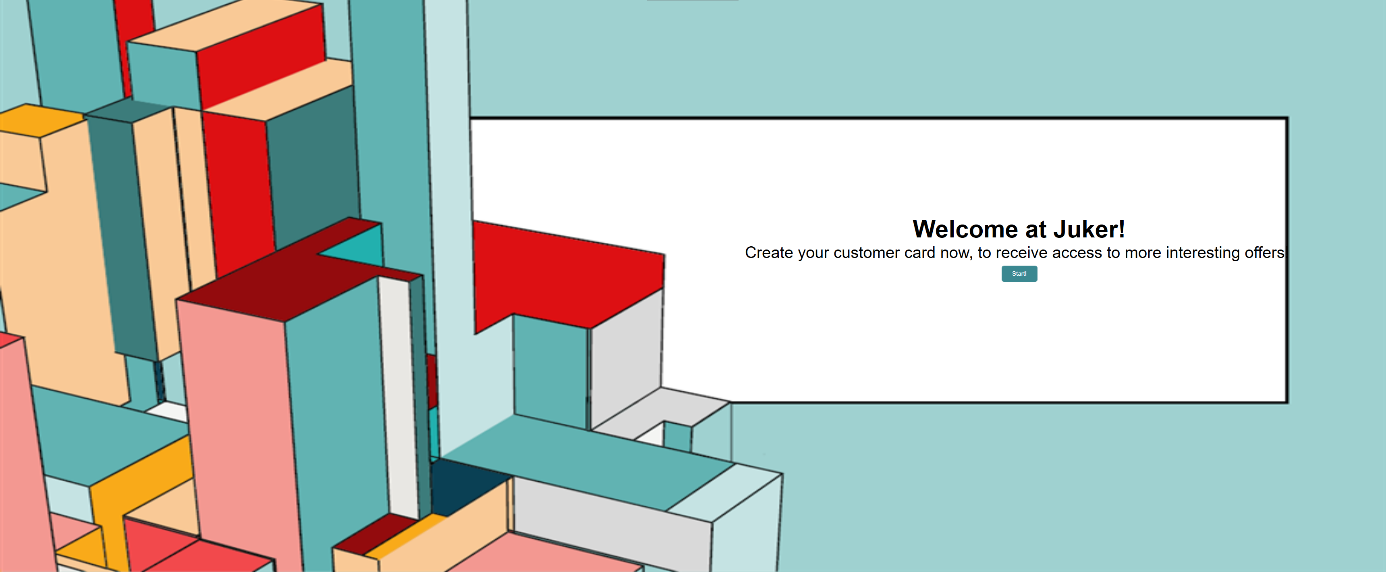 Welcome at Juker!
Create your customer card now, to receive access to more interesting offers
Start